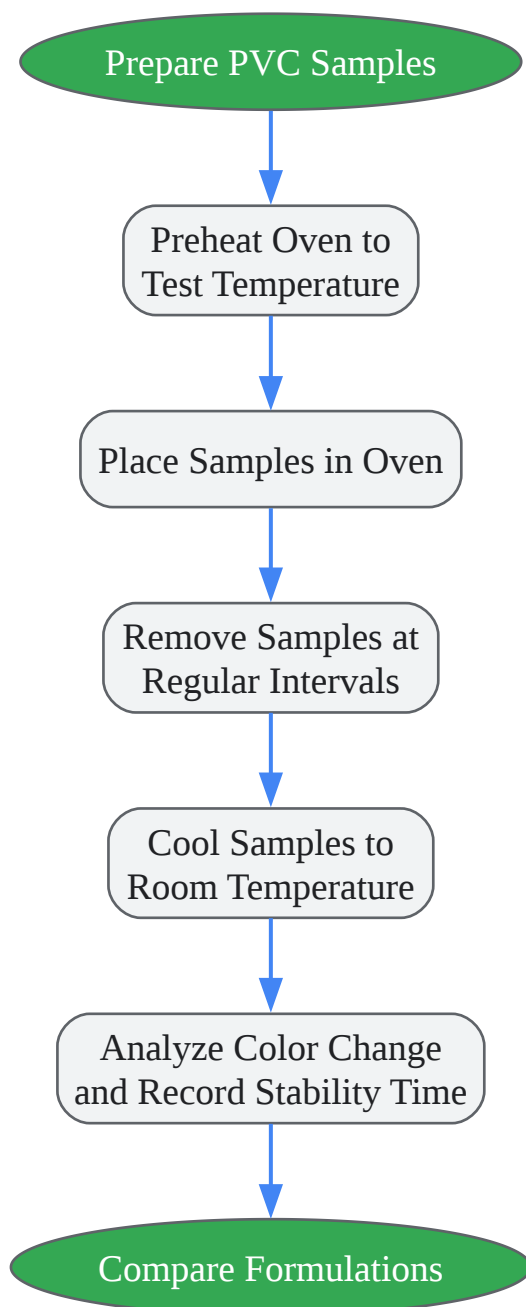 Prepare PVC Samples
Preheat Oven to
Test Temperature
Place Samples in Oven
Remove Samples at
Regular Intervals
Cool Samples to
Room Temperature
Analyze Color Change
and Record Stability Time
Compare Formulations